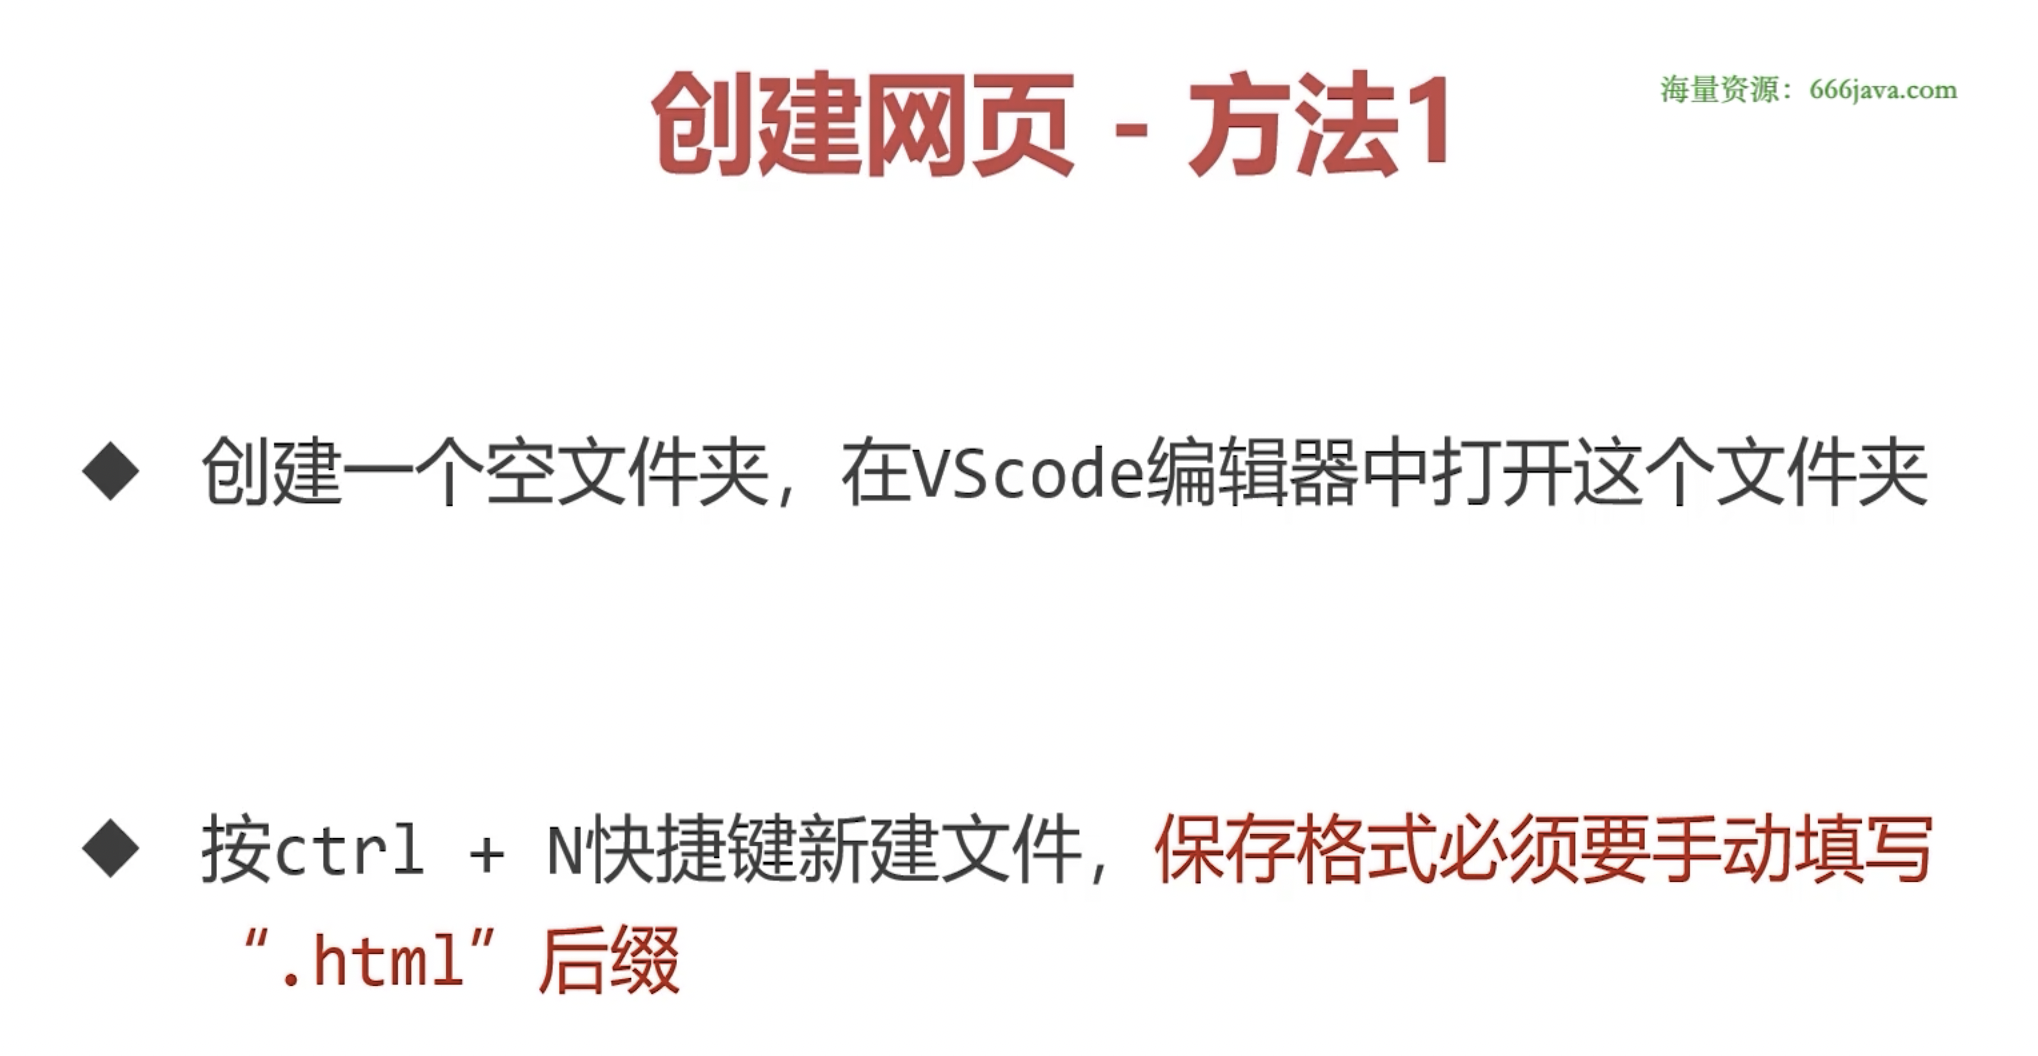 创建网页 - 方法1
海量资源：666java.com
◆ 创建一个空文件夹，在VScode编辑器中打开这个文件夹
◆ 按ctrl + N快捷键新建文件，保存格式必须要手动填写
“.html”后缀